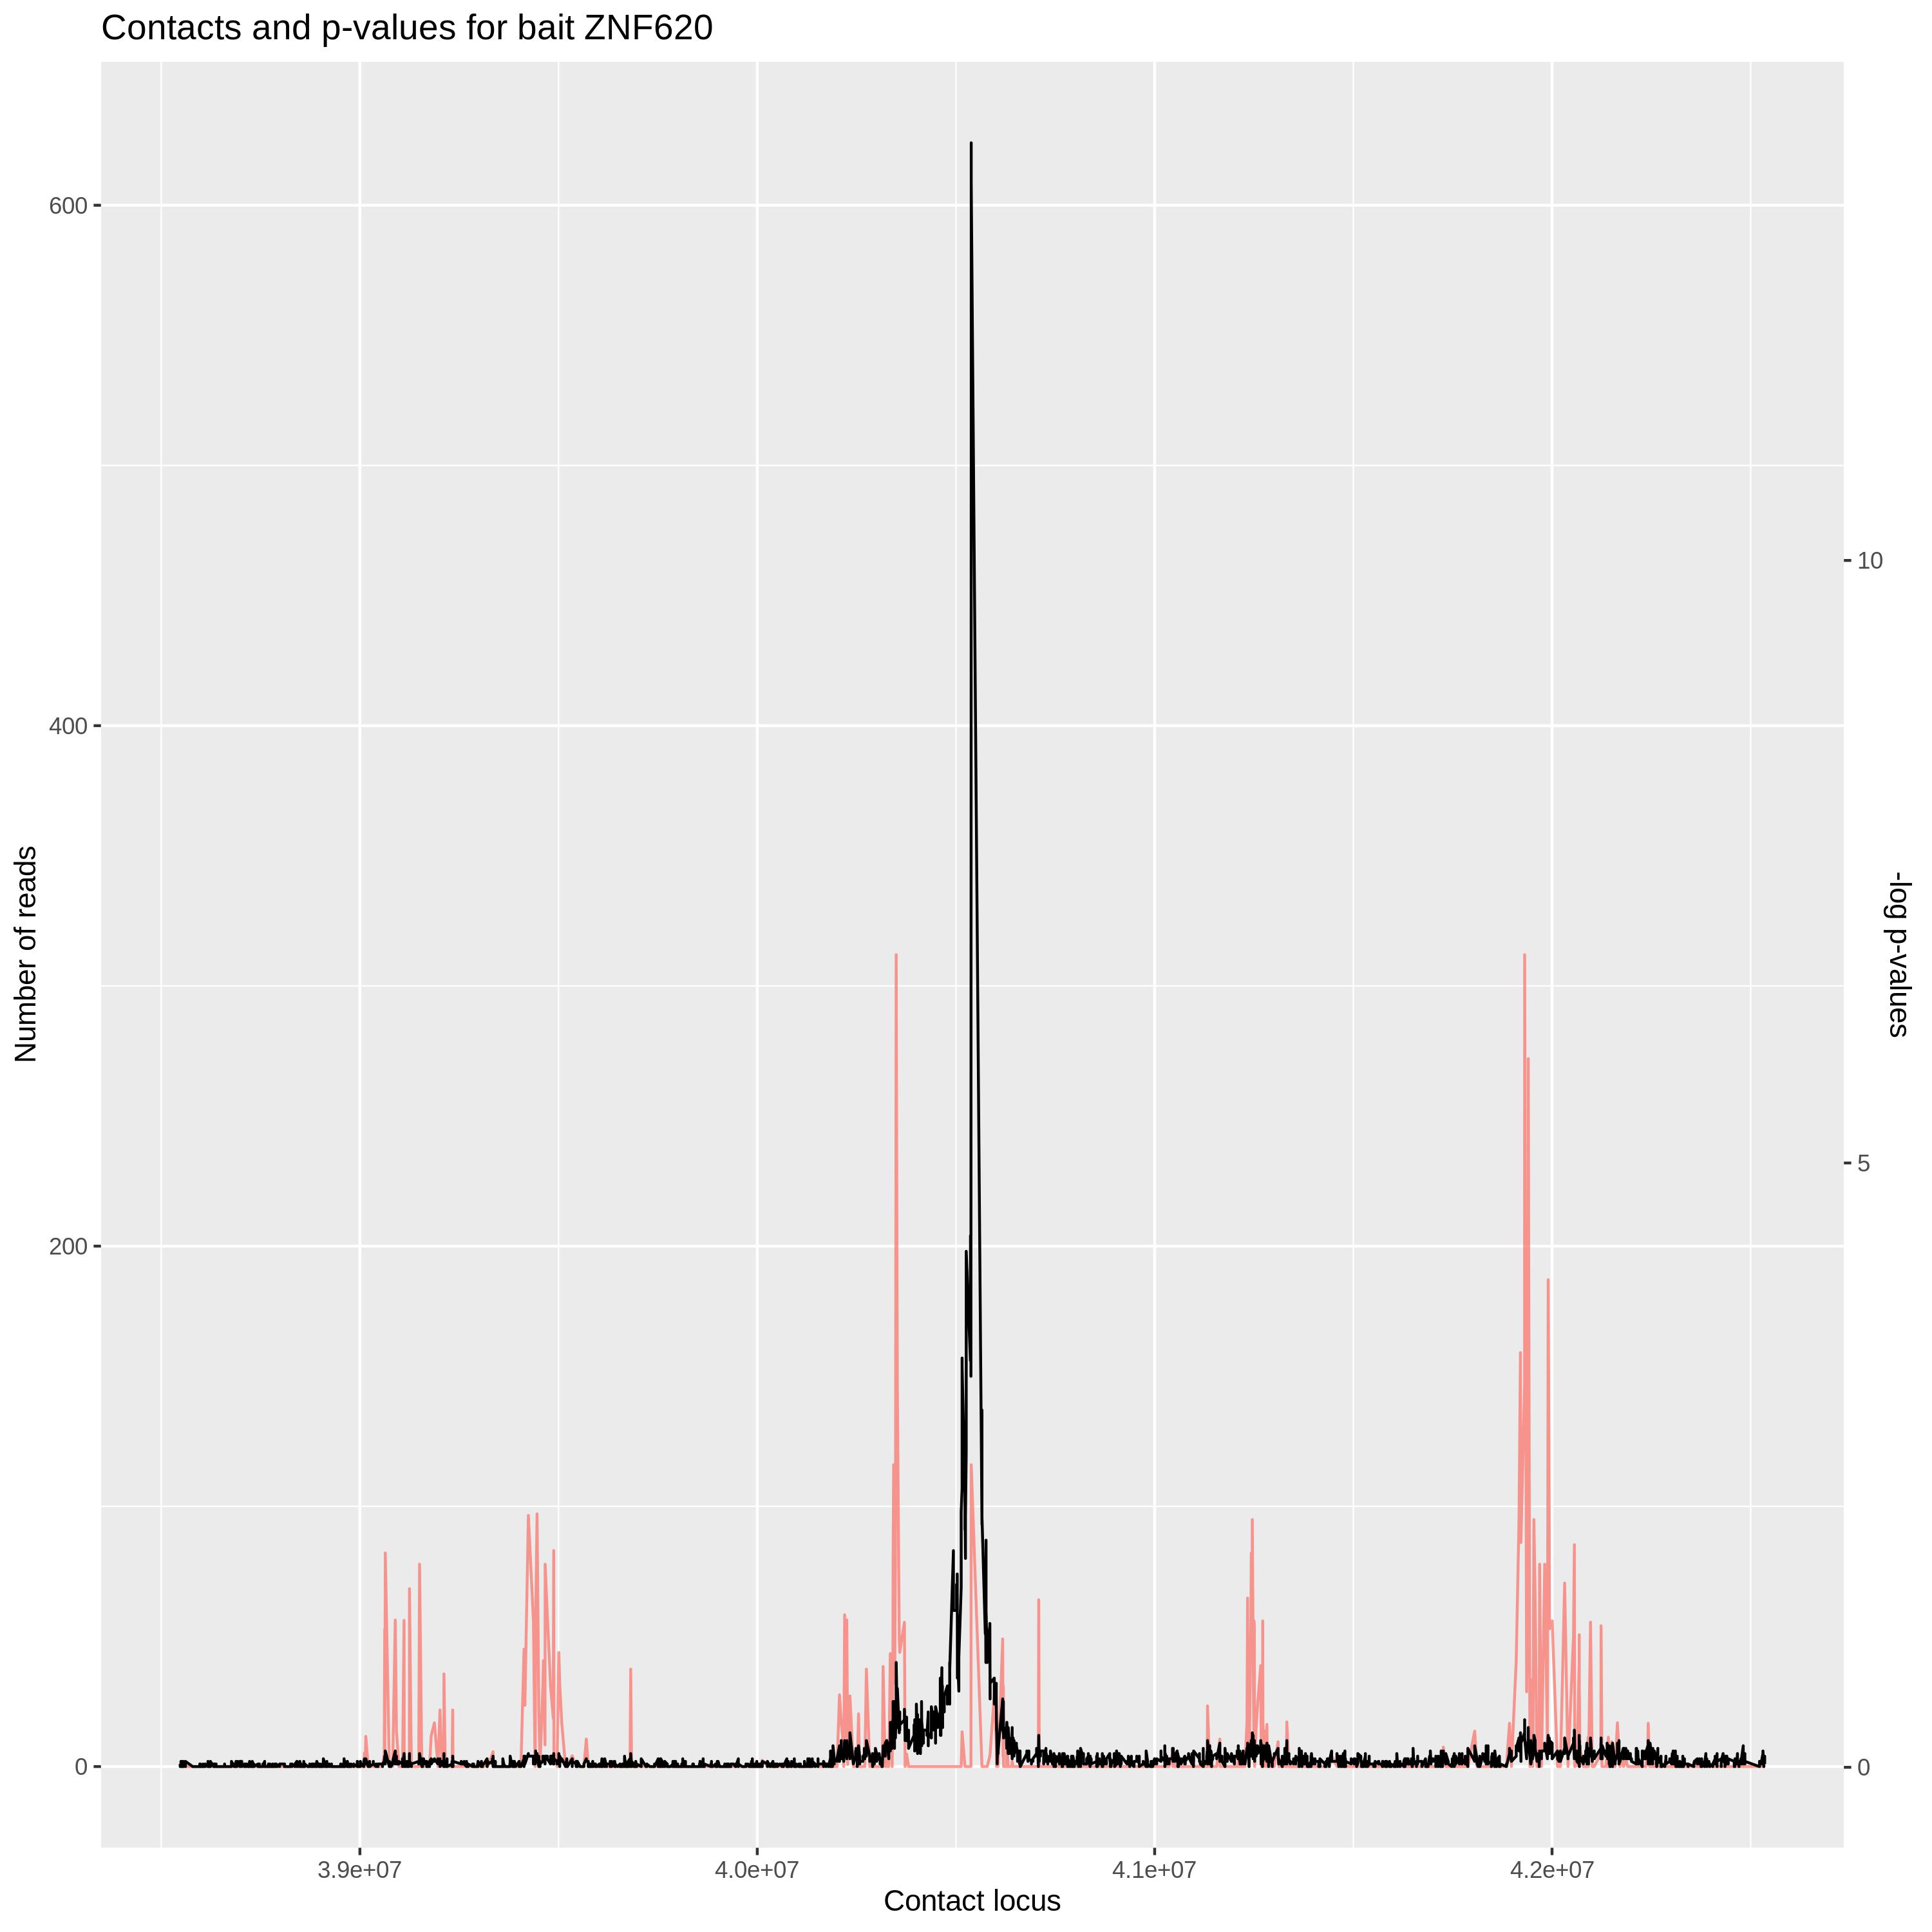 Contacts and p-values for bait ZNF620
600
400
200
0
Number of reads
10
5
0
-log p-values
3.9e+07
4.0e+07
4.1e+07
4.2e+07
Contact locus